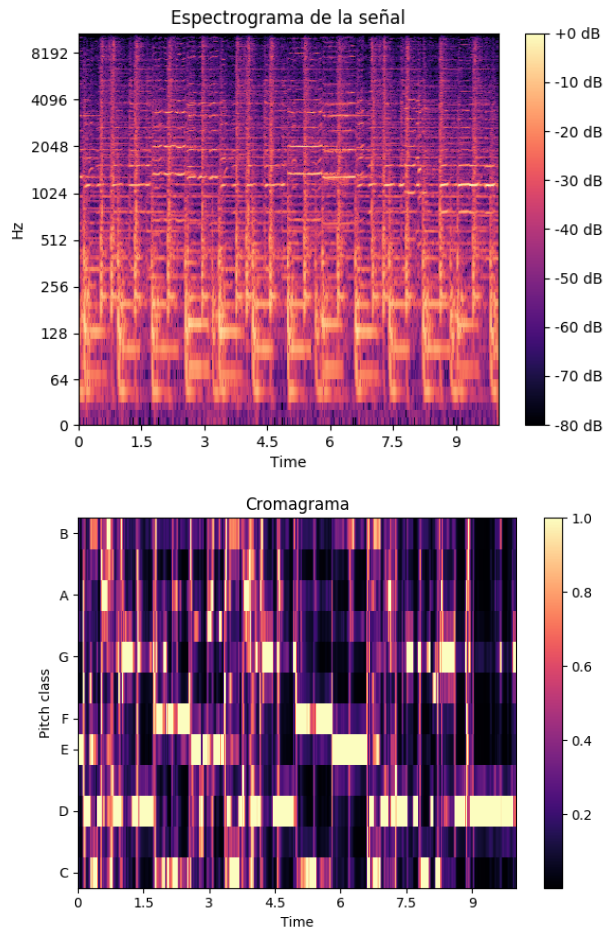 Espectrograma de la señal
8192
4096
2048
1024
512
256
128
64
0
Hz
0 1.5 3 4.5 6 7.5 9
Time
+0 dB
-10 dB
-20 dB
-30 dB
-40 dB
-50 dB
-60 dB
-70 dB
-80 dB
Cromagrama
B
A
G
F
E
D
C
Pitch class
0 1.5 3 4.5 6 7.5 9
Time
1.0
0.8
0.6
0.4
0.2